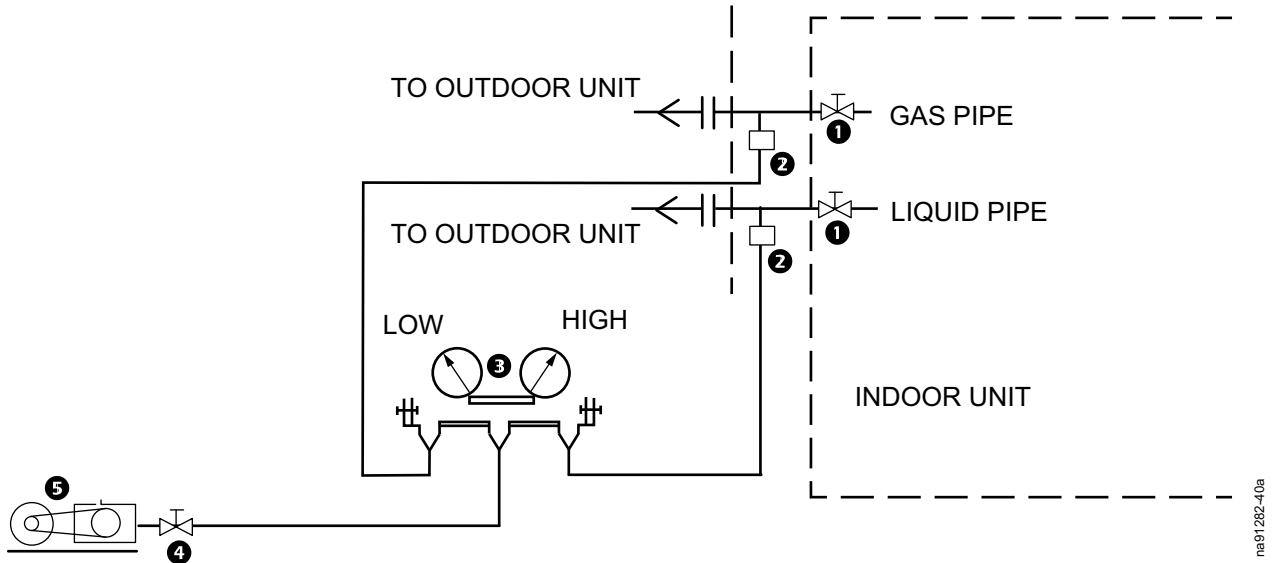 TO OUTDOOR UNIT
GAS PIPE
1
2
LIQUID PIPE
TO OUTDOOR UNIT
1
2
LOW
HIGH
3
INDOOR UNIT
5
4
na91282-40a